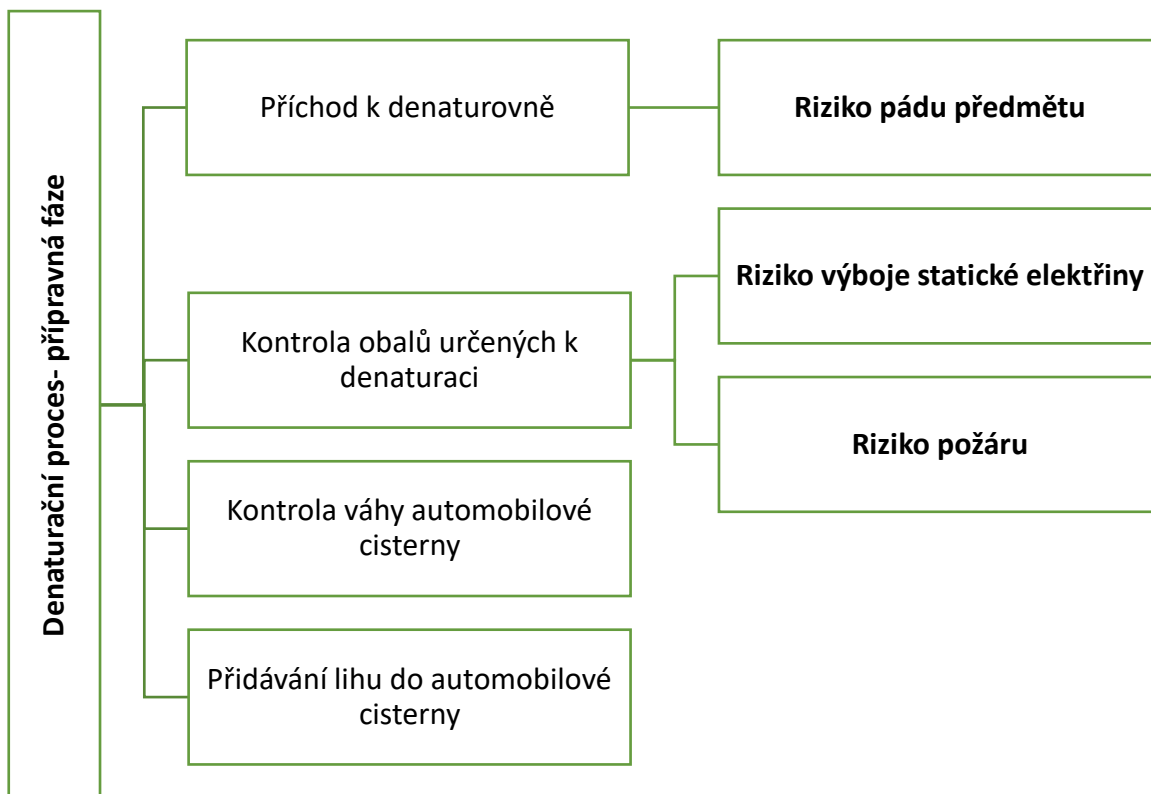 Denaturační proces- přípravná fáze
Příchod k denaturovně
Riziko pádu předmětu
Kontrola obalů určených k
denaturaci
Riziko výboje statické elektřiny
Riziko požáru
Kontrola váhy automobilové
cisterny
Přidávání lihu do automobilové
cisterny